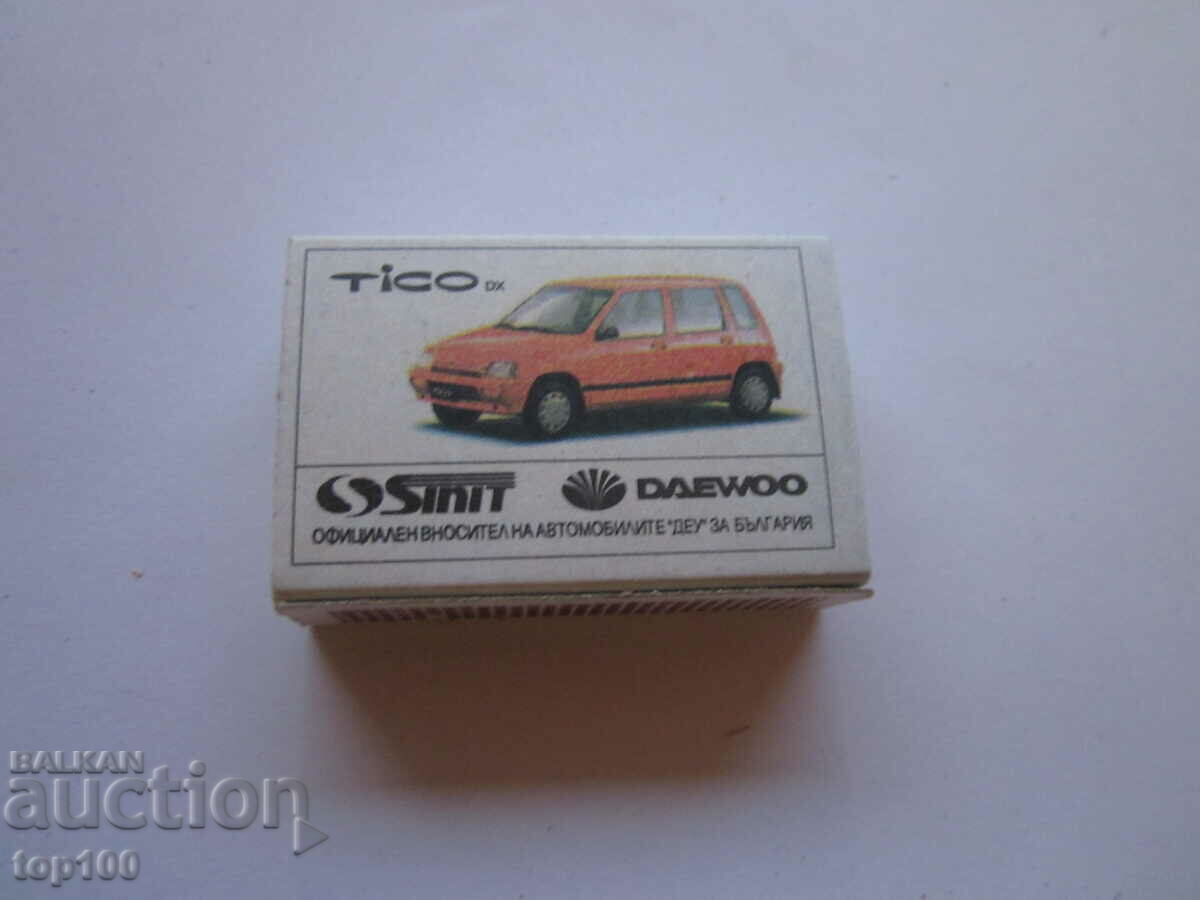 TiCO DX
SiniT DAEWOO
ОФИЦИАЛЕН ВНОСИТЕЛ НА АВТОМОБИЛИТЕ "ДЕУ" ЗА БЪЛГАРИЯ
BALKAN
auction
top100